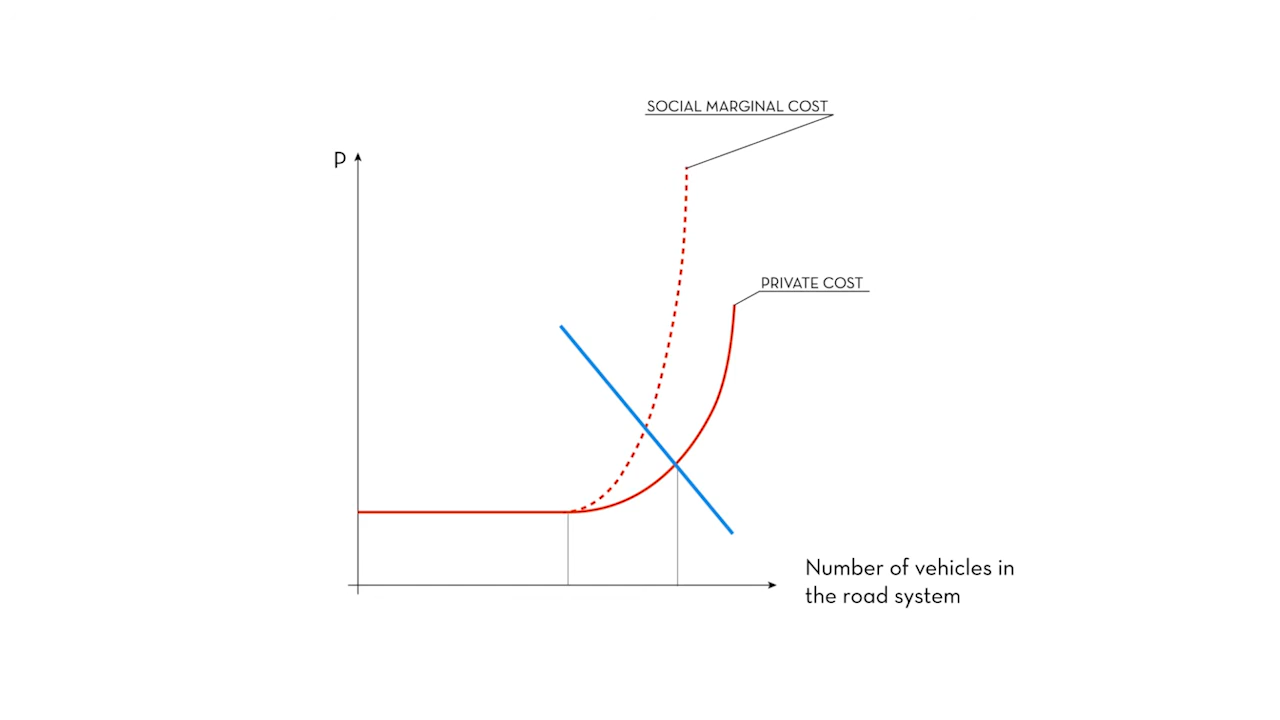 SOCIAL MARGINAL COST
P
PRIVATE COST
Number of vehicles in
the road system